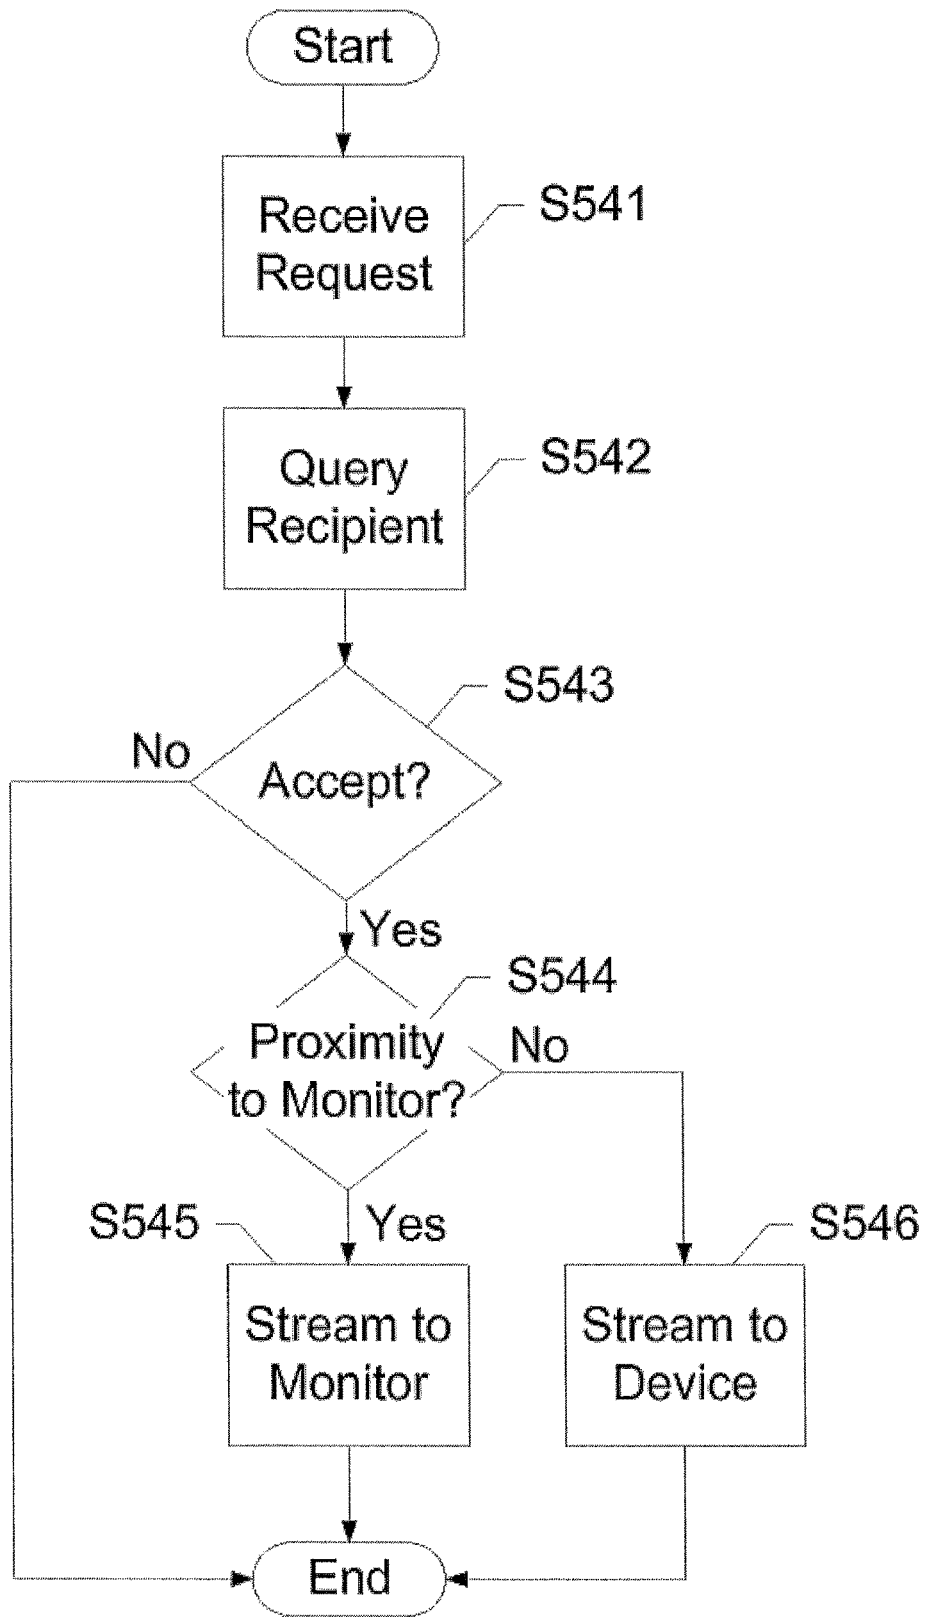 Start
Receive
Request
S541
Query
Recipient
S542
S543
No
Accept?
Yes
S544
Proximity
to Monitor?
No
S545
Yes
S546
Stream to
Monitor
Stream to
Device
End